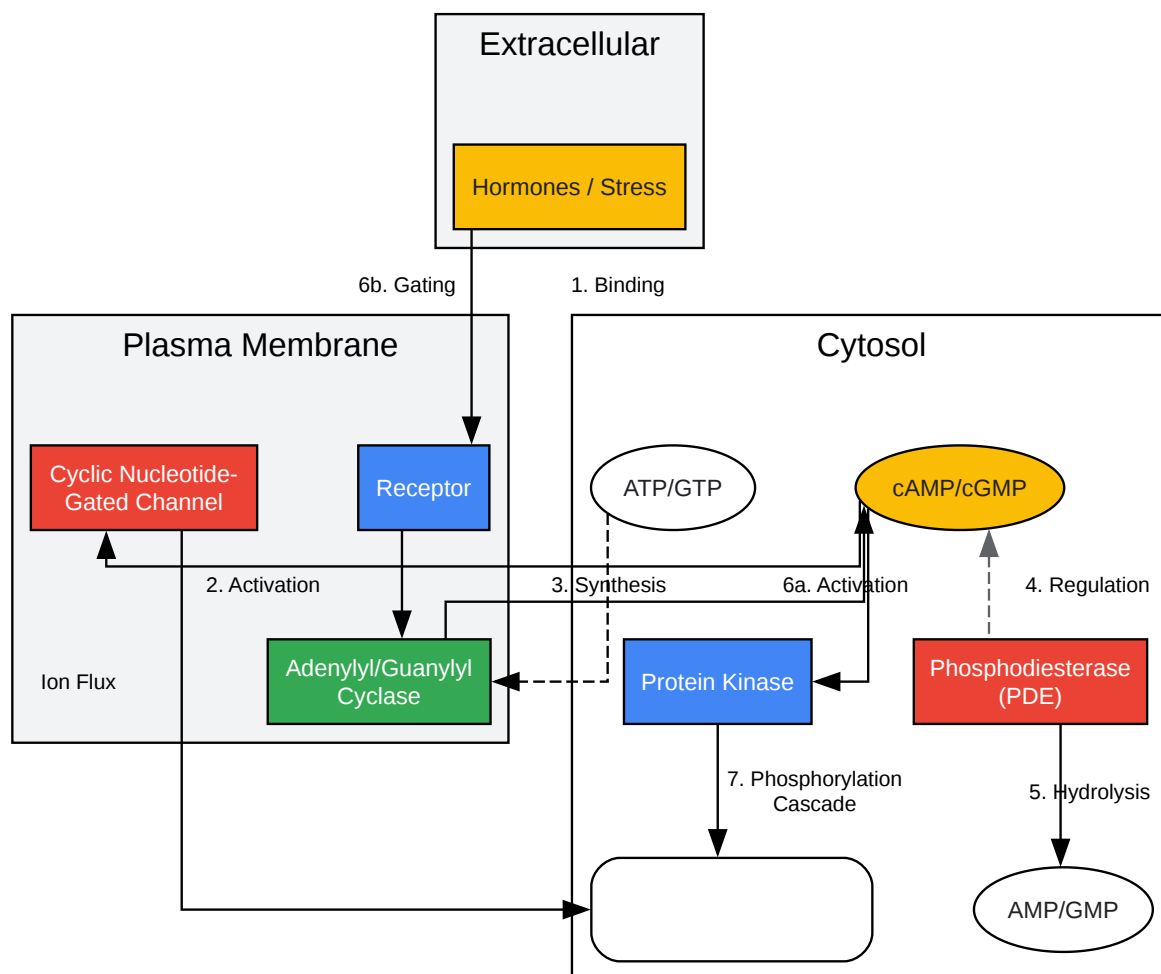 Extracellular
Hormones / Stress
6b. Gating
1. Binding
Plasma Membrane
Cytosol
Cyclic Nucleotide-
Gated Channel
Receptor
ATP/GTP
cAMP/cGMP
2. Activation
3. Synthesis
6a. Activation
4. Regulation
Ion Flux
Adenylyl/Guanylyl
Cyclase
Protein Kinase
Phosphodiesterase
(PDE)
7. Phosphorylation
Cascade
5. Hydrolysis
AMP/GMP